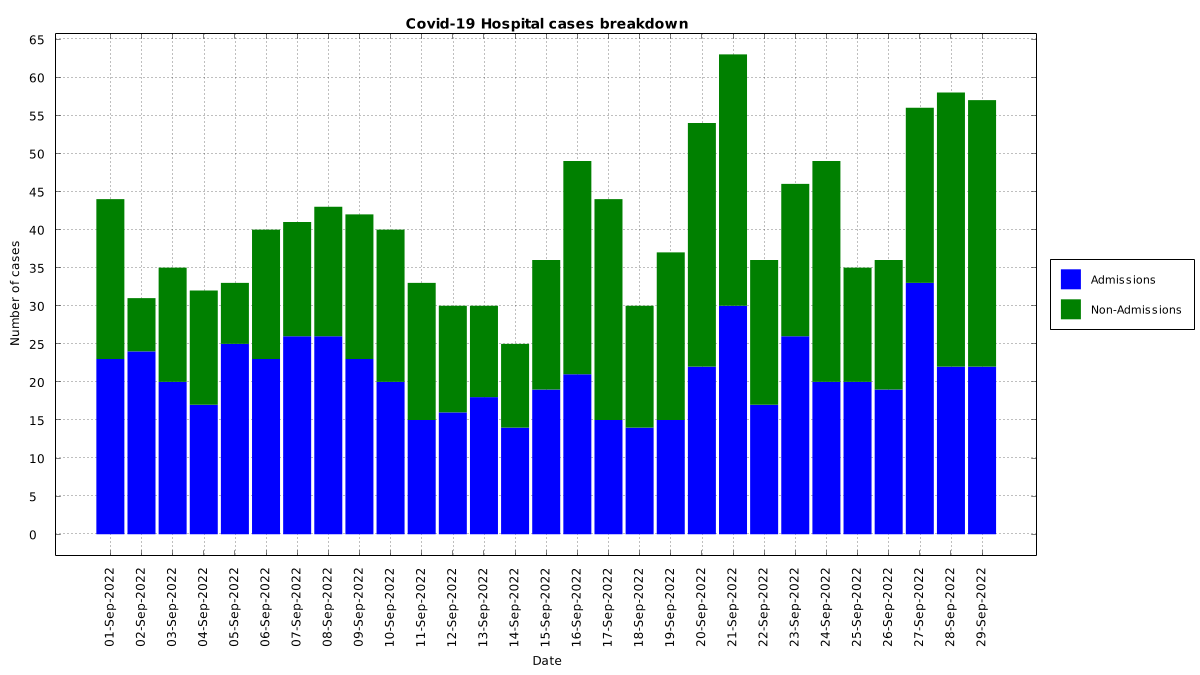 Covid-19 Hospital cases breakdown
65
60
55
50
45
40
35
30
25
20
15
10
5
0
Number of cases
01-Sep-2022
02-Sep-2022
03-Sep-2022
04-Sep-2022
05-Sep-2022
06-Sep-2022
07-Sep-2022
08-Sep-2022
09-Sep-2022
10-Sep-2022
11-Sep-2022
12-Sep-2022
13-Sep-2022
14-Sep-2022
15-Sep-2022
16-Sep-2022
17-Sep-2022
18-Sep-2022
19-Sep-2022
20-Sep-2022
21-Sep-2022
22-Sep-2022
23-Sep-2022
24-Sep-2022
25-Sep-2022
26-Sep-2022
27-Sep-2022
28-Sep-2022
29-Sep-2022
Date
Admissions
Non-Admissions